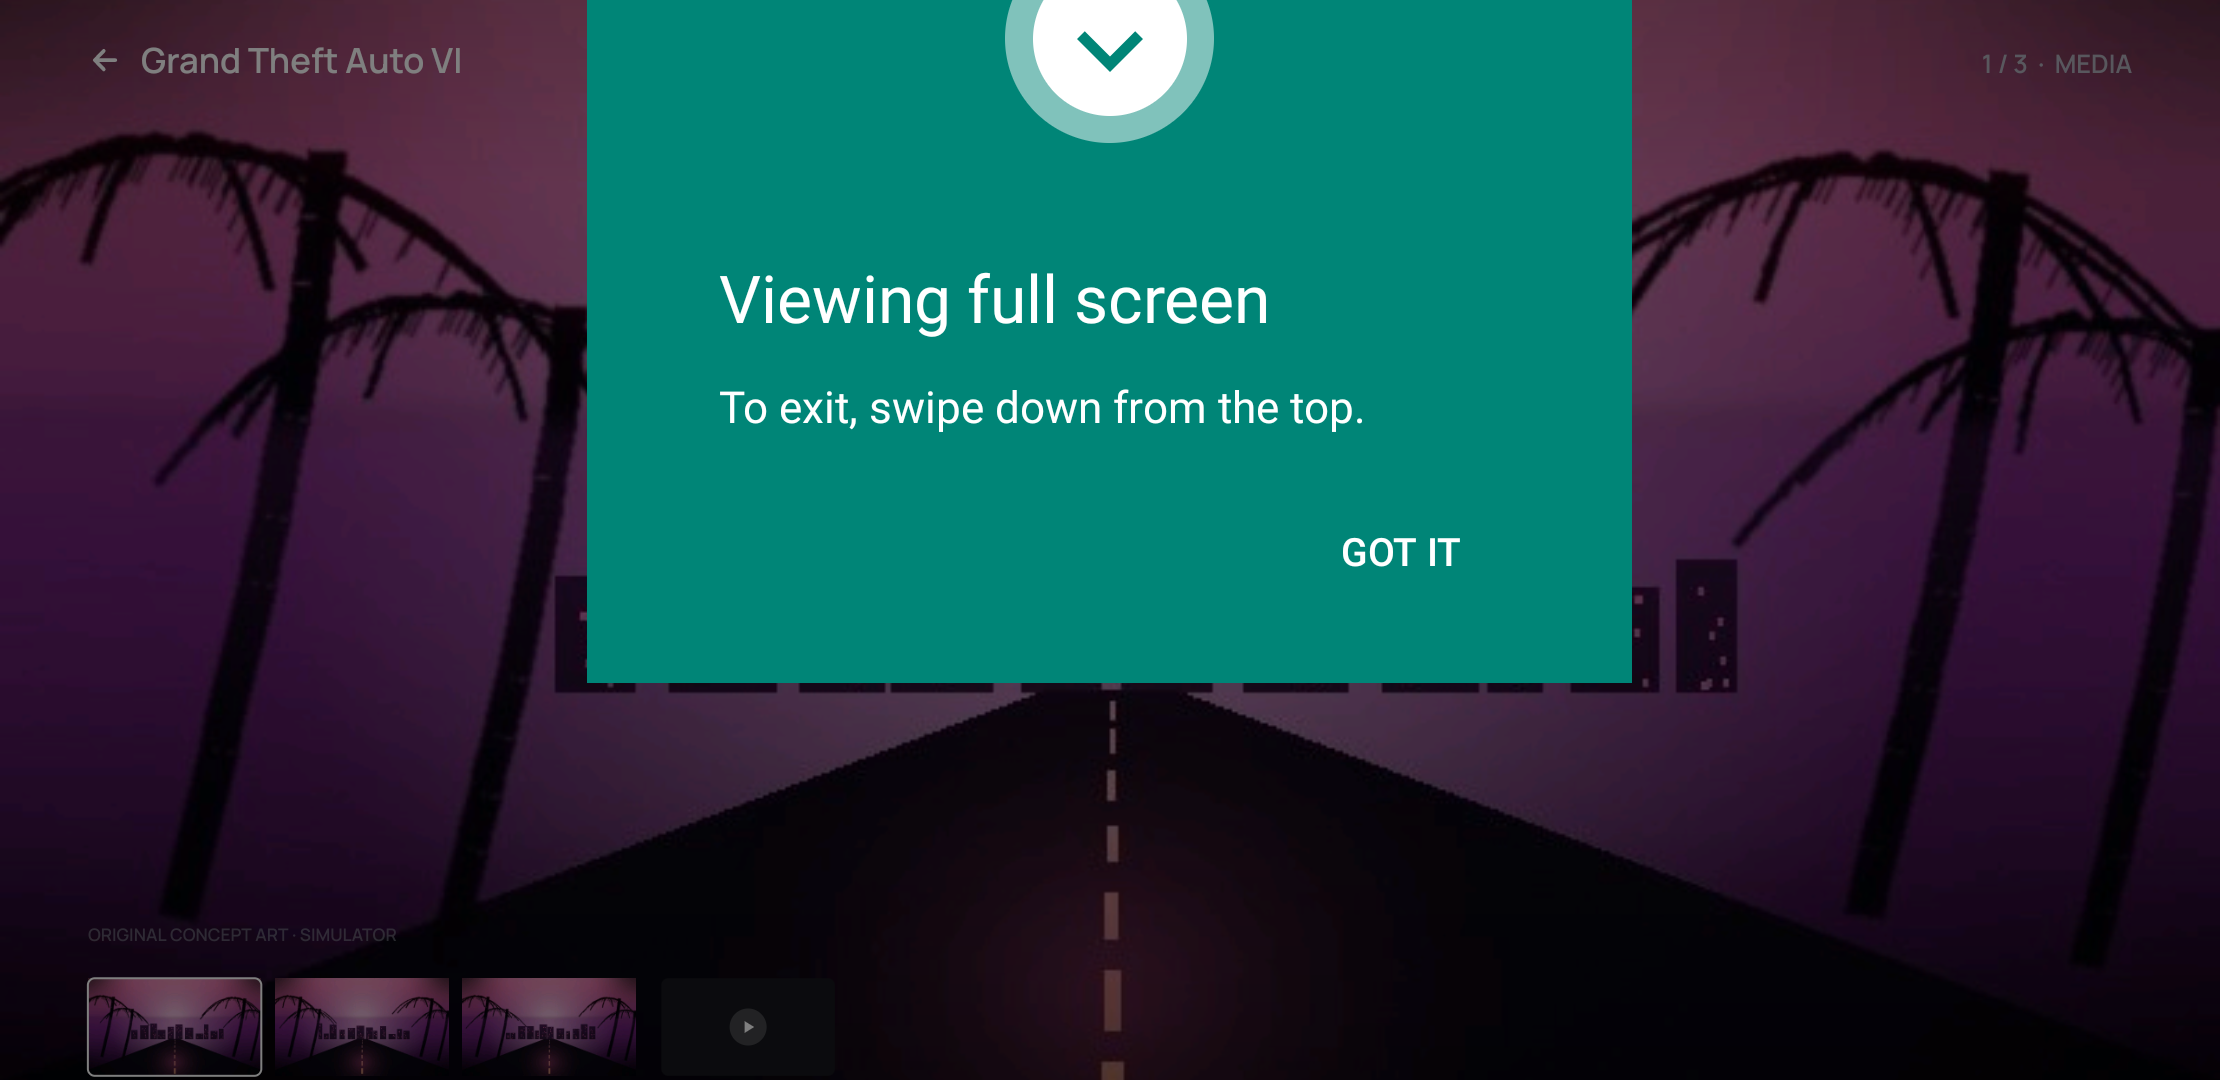 Grand Theft Auto VI
1 / 3 · MEDIA
Viewing full screen
To exit, swipe down from the top.
GOT IT
ORIGINAL CONCEPT ART · SIMULATOR